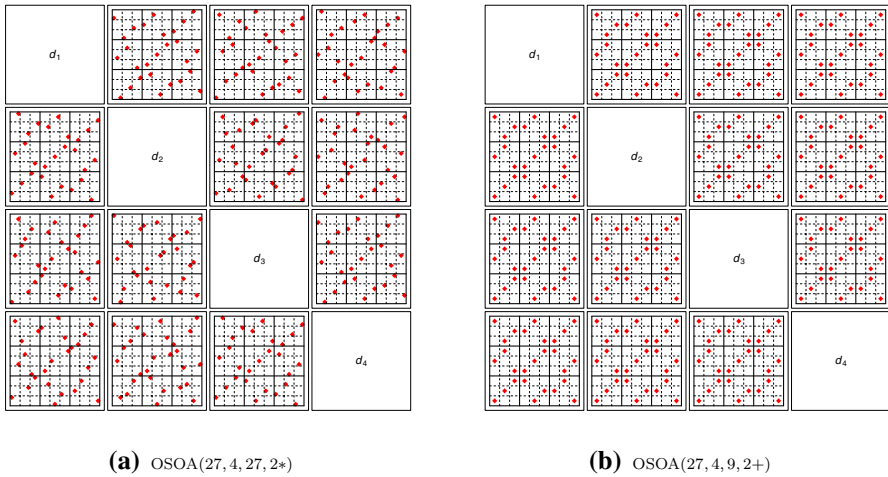 d₁
d₂
d₃
d₄
d₁
d₂
d₃
d₄
(a) OSOA(27, 4, 27, 2∗)
(b) OSOA(27, 4, 9, 2+)